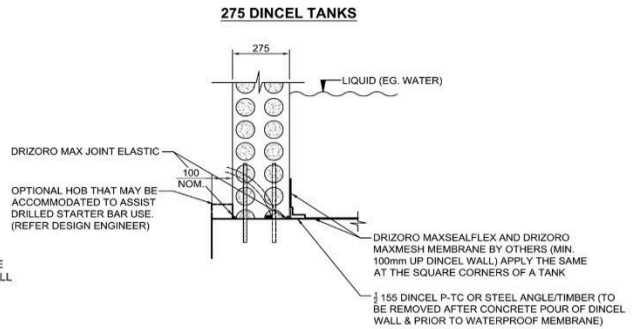 275 DINCEL TANKS
275
LIQUID (EG. WATER)
DRIZORO MAX JOINT ELASTIC
100
NOM.
OPTIONAL HOB THAT MAY BE
ACCOMMODATED TO ASSIST
DRILLED STARTER BAR USE.
(REFER DESIGN ENGINEER)
E
LL
DRIZORO MAXSEALFLEX AND DRIZORO
MAXMESH MEMBRANE BY OTHERS (MIN.
100mm UP DINCEL WALL) APPLY THE SAME
AT THE SQUARE CORNERS OF A TANK
½ 155 DINCEL P-TC OR STEEL ANGLE/TIMBER (TO
BE REMOVED AFTER CONCRETE POUR OF DINCEL
WALL & PRIOR TO WATERPROOF MEMBRANE)